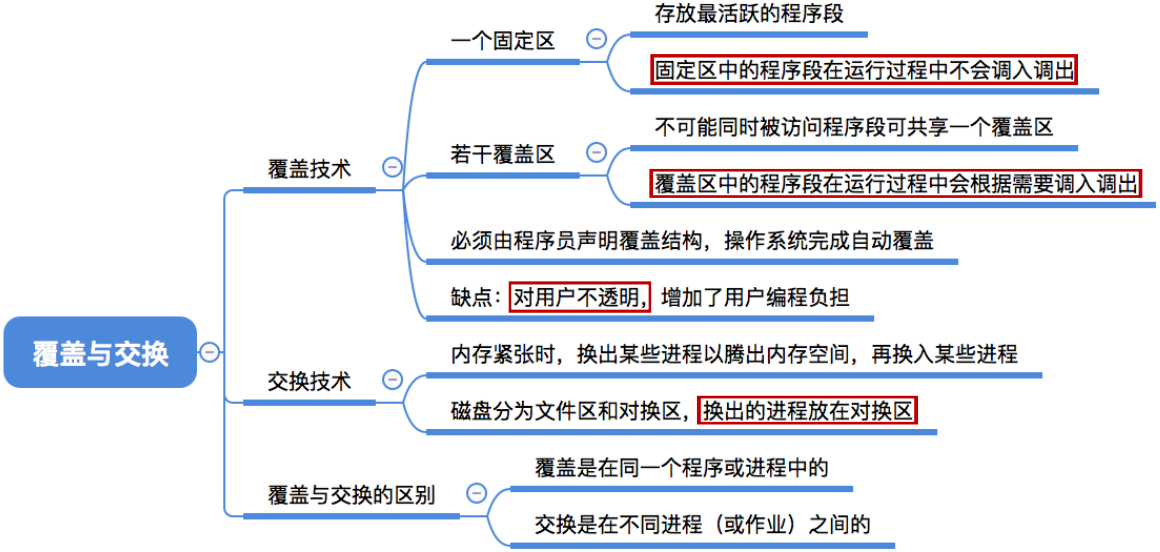 存放最活跃的程序段
一个固定区
固定区中的程序段在运行过程中不会调入调出
不可能同时被访问程序段可共享一个覆盖区
若干覆盖区
覆盖技术
覆盖区中的程序段在运行过程中会根据需要调入调出
必须由程序员声明覆盖结构，操作系统完成自动覆盖
缺点：对用户不透明，增加了用户编程负担
覆盖与交换
内存紧张时，换出某些进程以腾出内存空间，再换入某些进程
交换技术
磁盘分为文件区和对换区，换出的进程放在对换区
覆盖是在同一个程序或进程中的
覆盖与交换的区别
交换是在不同进程（或作业）之间的